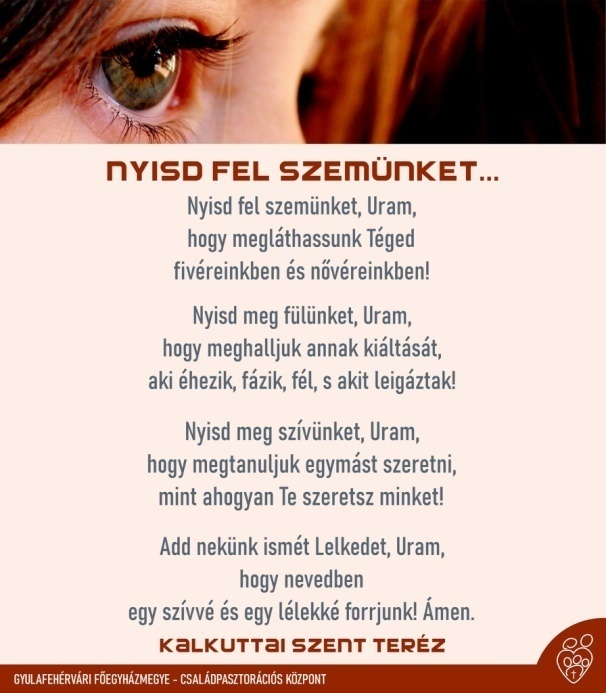 NYISD FEL SZEMÜNKET...
Nyisd fel szemünket, Uram,
hogy megláthassunk Téged
fivéreinkben és nővéreinkben!
Nyisd meg fülünket, Uram,
hogy meghalljuk annak kiáltását,
aki éhezik, fázik, fél, s akit leigáztak!
Nyisd meg szívünket, Uram,
hogy megtanuljuk egymást szeretni,
mint ahogyan Te szeretsz minket!
Add nekünk ismét Lelkedet, Uram,
hogy nevedben
egy szívvé és egy lélekké forrjunk! Ámen.
KALKUTTAI SZENT TERÉZ
GYULAFEHÉRVÁRI FŐEGYHÁZMEGYE - CSALÁDPASZTORÁCIÓS KÖZPONT